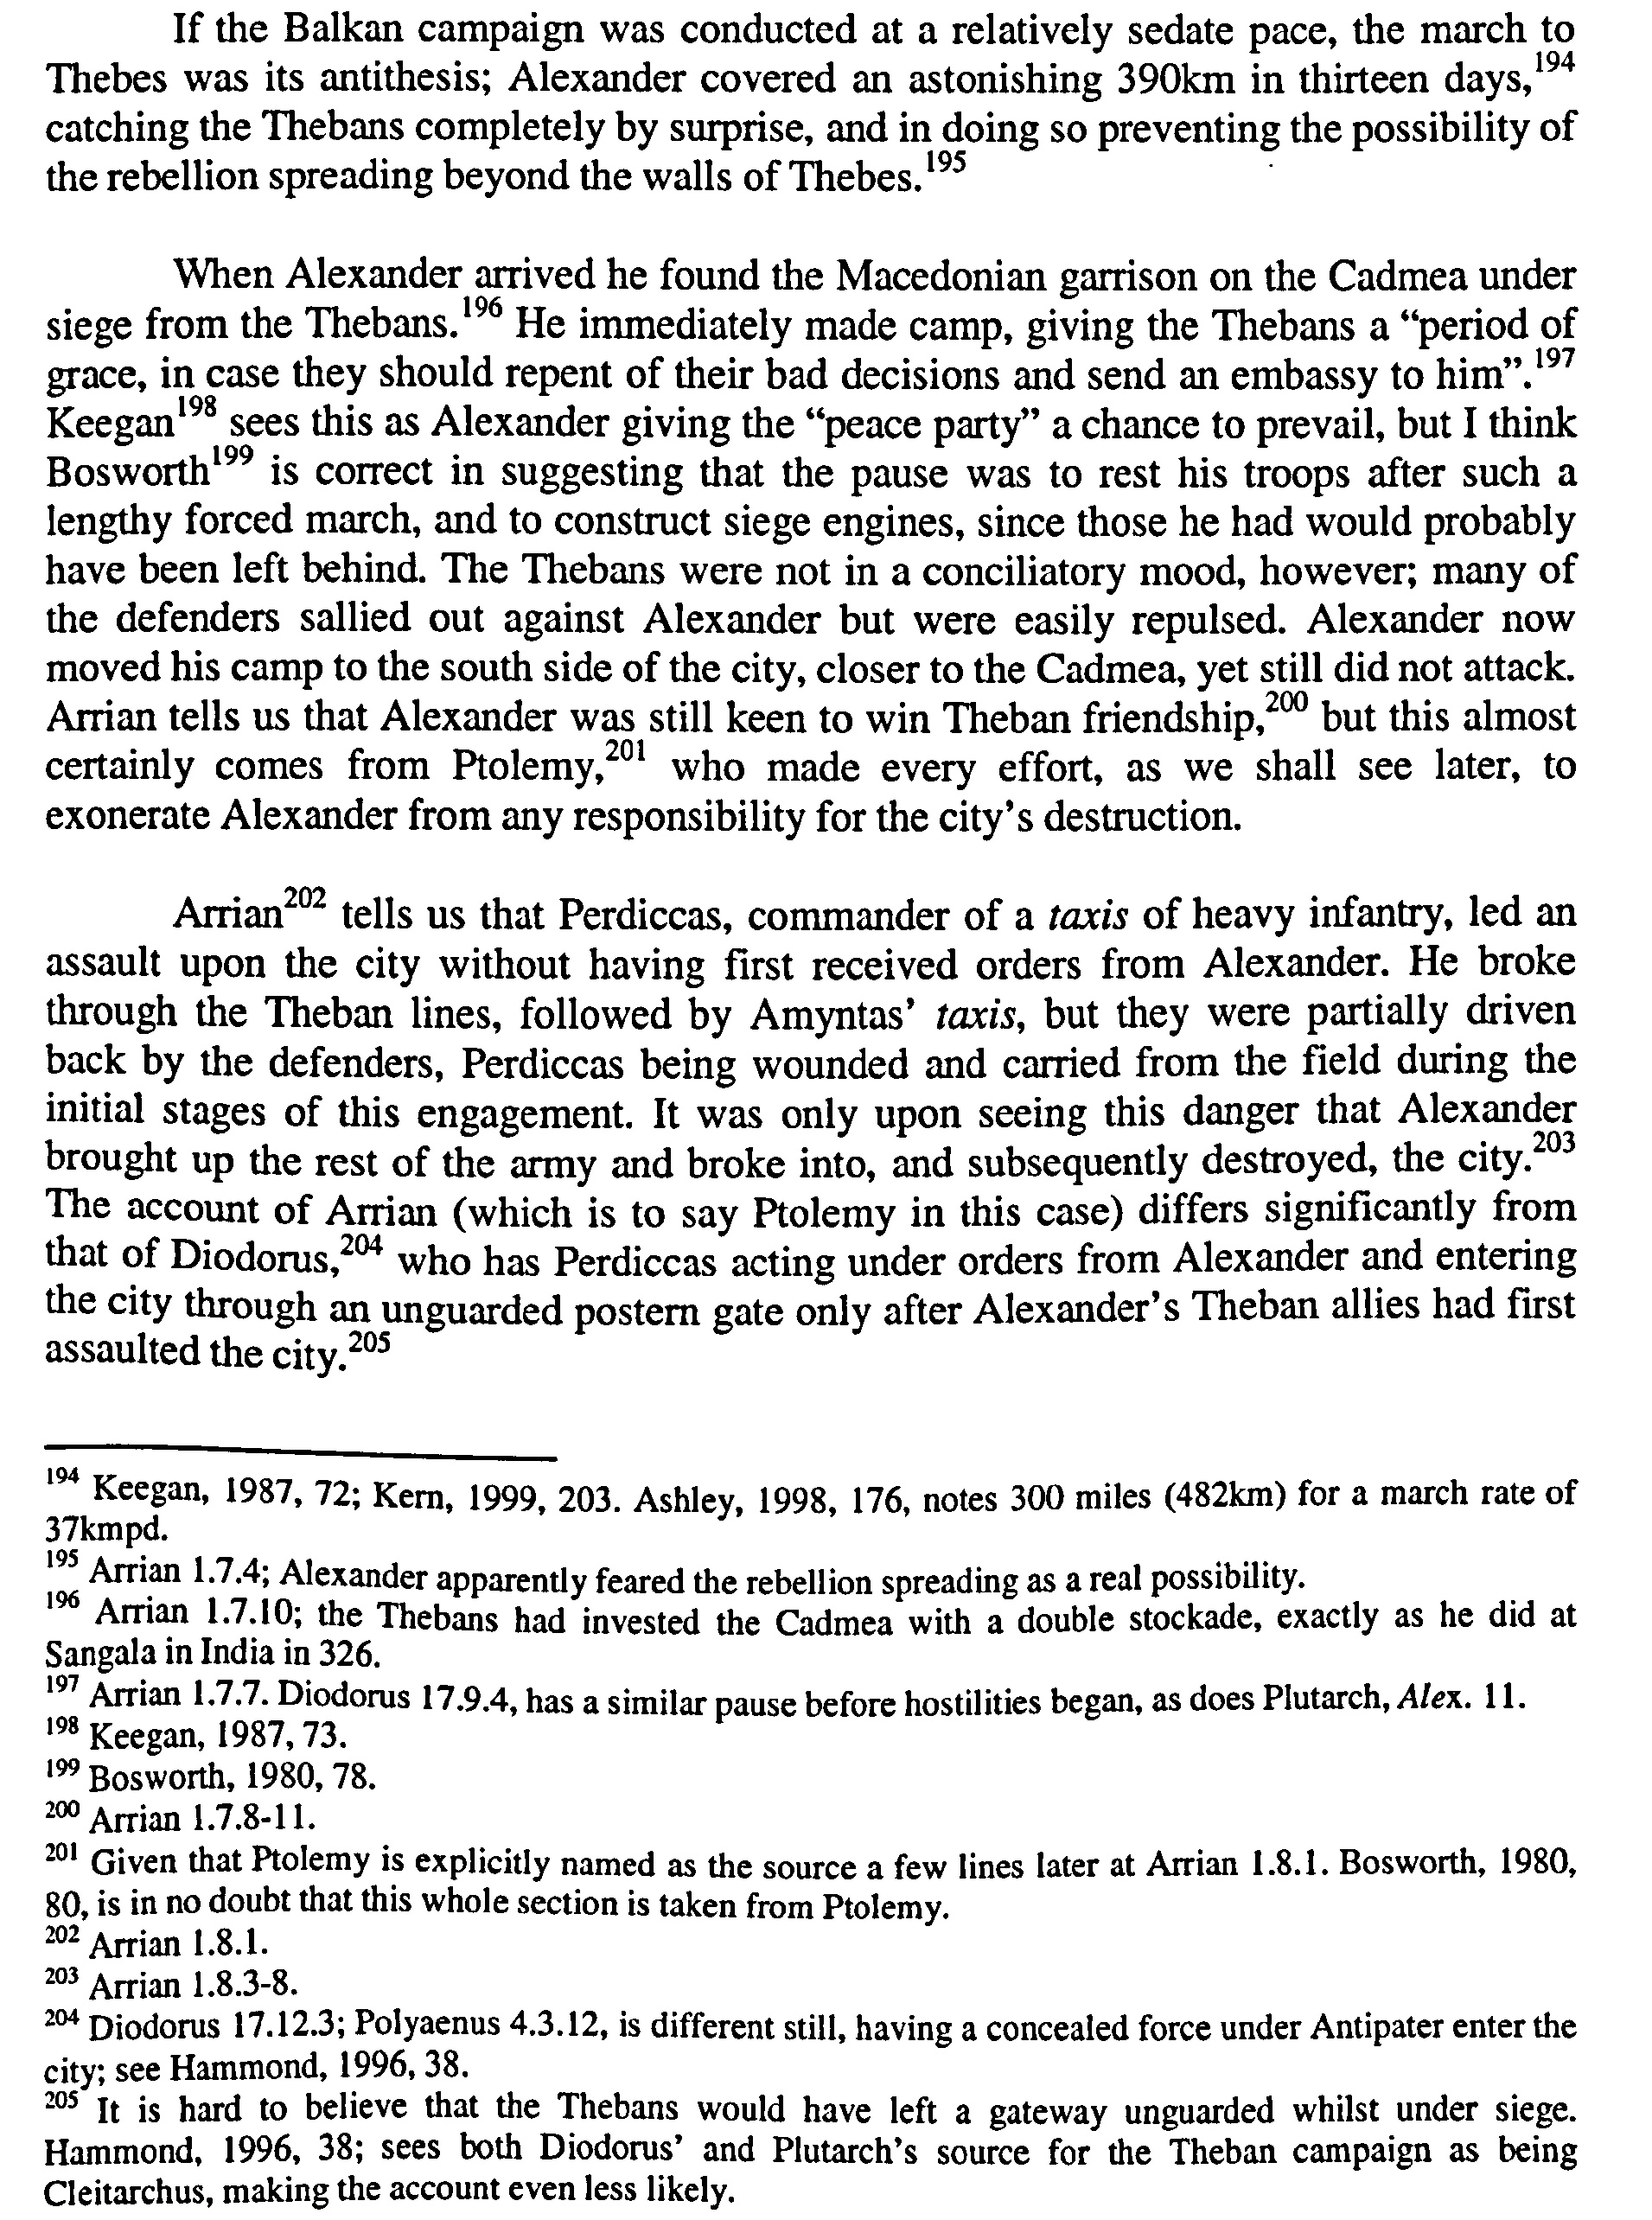 If the Balkan campaign was conducted at a relatively sedate pace, the march to
Thebes was its antithesis; Alexander covered an astonishing 390km in thirteen days,194
catching the Thebans completely by surprise, and in doing so preventing the possibility of
the rebellion spreading beyond the walls of Thebes.195
When Alexander arrived he found the Macedonian garrison on the Cadmea under
siege from the Thebans.196 He immediately made camp, giving the Thebans a “period of
grace, in case they should repent of their bad decisions and send an embassy to him”.197
Keegan198 sees this as Alexander giving the “peace party” a chance to prevail, but I think
Bosworth199 is correct in suggesting that the pause was to rest his troops after such a
lengthy forced march, and to construct siege engines, since those he had would probably
have been left behind. The Thebans were not in a conciliatory mood, however; many of
the defenders sallied out against Alexander but were easily repulsed. Alexander now
moved his camp to the south side of the city, closer to the Cadmea, yet still did not attack.
Arrian tells us that Alexander was still keen to win Theban friendship,200 but this almost
certainly comes from Ptolemy,201 who made every effort, as we shall see later, to
exonerate Alexander from any responsibility for the city’s destruction.
Arrian202 tells us that Perdiccas, commander of a taxis of heavy infantry, led an
assault upon the city without having first received orders from Alexander. He broke
through the Theban lines, followed by Amyntas’ taxis, but they were partially driven
back by the defenders, Perdiccas being wounded and carried from the field during the
initial stages of this engagement. It was only upon seeing this danger that Alexander
brought up the rest of the army and broke into, and subsequently destroyed, the city.203
The account of Arrian (which is to say Ptolemy in this case) differs significantly from
that of Diodorus,204 who has Perdiccas acting under orders from Alexander and entering
the city through an unguarded postern gate only after Alexander’s Theban allies had first
assaulted the city.205
194 Keegan, 1987, 72; Kern, 1999, 203. Ashley, 1998, 176, notes 300 miles (482km) for a march rate of
37kmpd.
195 Arrian 1.7.4; Alexander apparently feared the rebellion spreading as a real possibility.
196 Arrian 1.7.10; the Thebans had invested the Cadmea with a double stockade, exactly as he did at
Sangala in India in 326.
197 Arrian 1.7.7. Diodorus 17.9.4, has a similar pause before hostilities began, as does Plutarch, Alex. 11.
198 Keegan, 1987, 73.
199 Bosworth, 1980, 78.
200 Arrian 1.7.8-11.
201 Given that Ptolemy is explicitly named as the source a few lines later at Arrian 1.8.1. Bosworth, 1980,
80, is in no doubt that this whole section is taken from Ptolemy.
202 Arrian 1.8.1.
203 Arrian 1.8.3-8.
204 Diodorus 17.12.3; Polyaenus 4.3.12, is different still, having a concealed force under Antipater enter the
city; see Hammond, 1996, 38.
205 It is hard to believe that the Thebans would have left a gateway unguarded whilst under siege.
Hammond, 1996, 38; sees both Diodorus’ and Plutarch’s source for the Theban campaign as being
Cleitarchus, making the account even less likely.